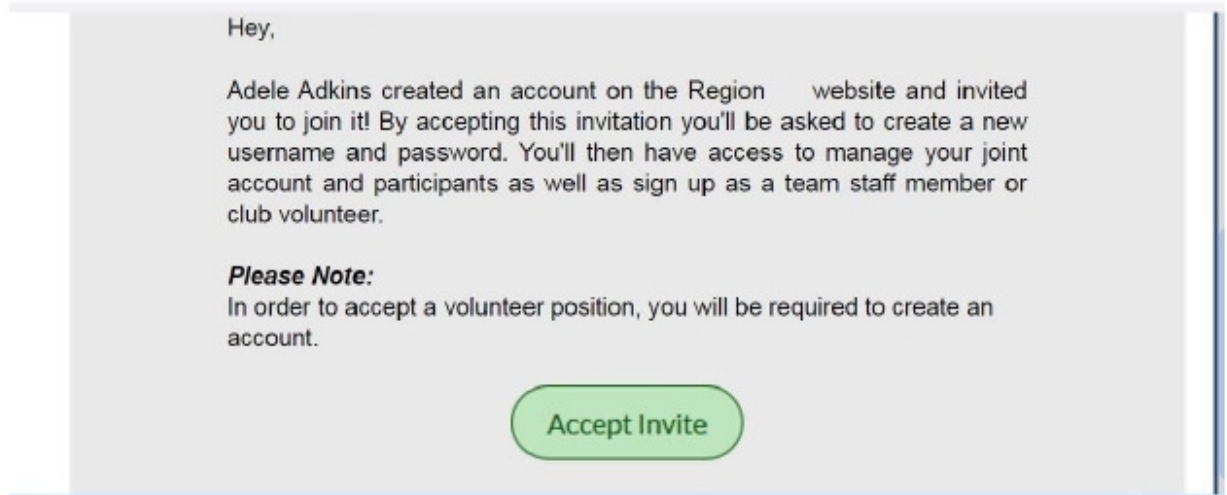 Hey,
Adele Adkins created an account on the Region website and invited
you to join it! By accepting this invitation you'll be asked to create a new
username and password. You'll then have access to manage your joint
account and participants as well as sign up as a team staff member or
club volunteer.
Please Note:
In order to accept a volunteer position, you will be required to create an
account.
Accept Invite